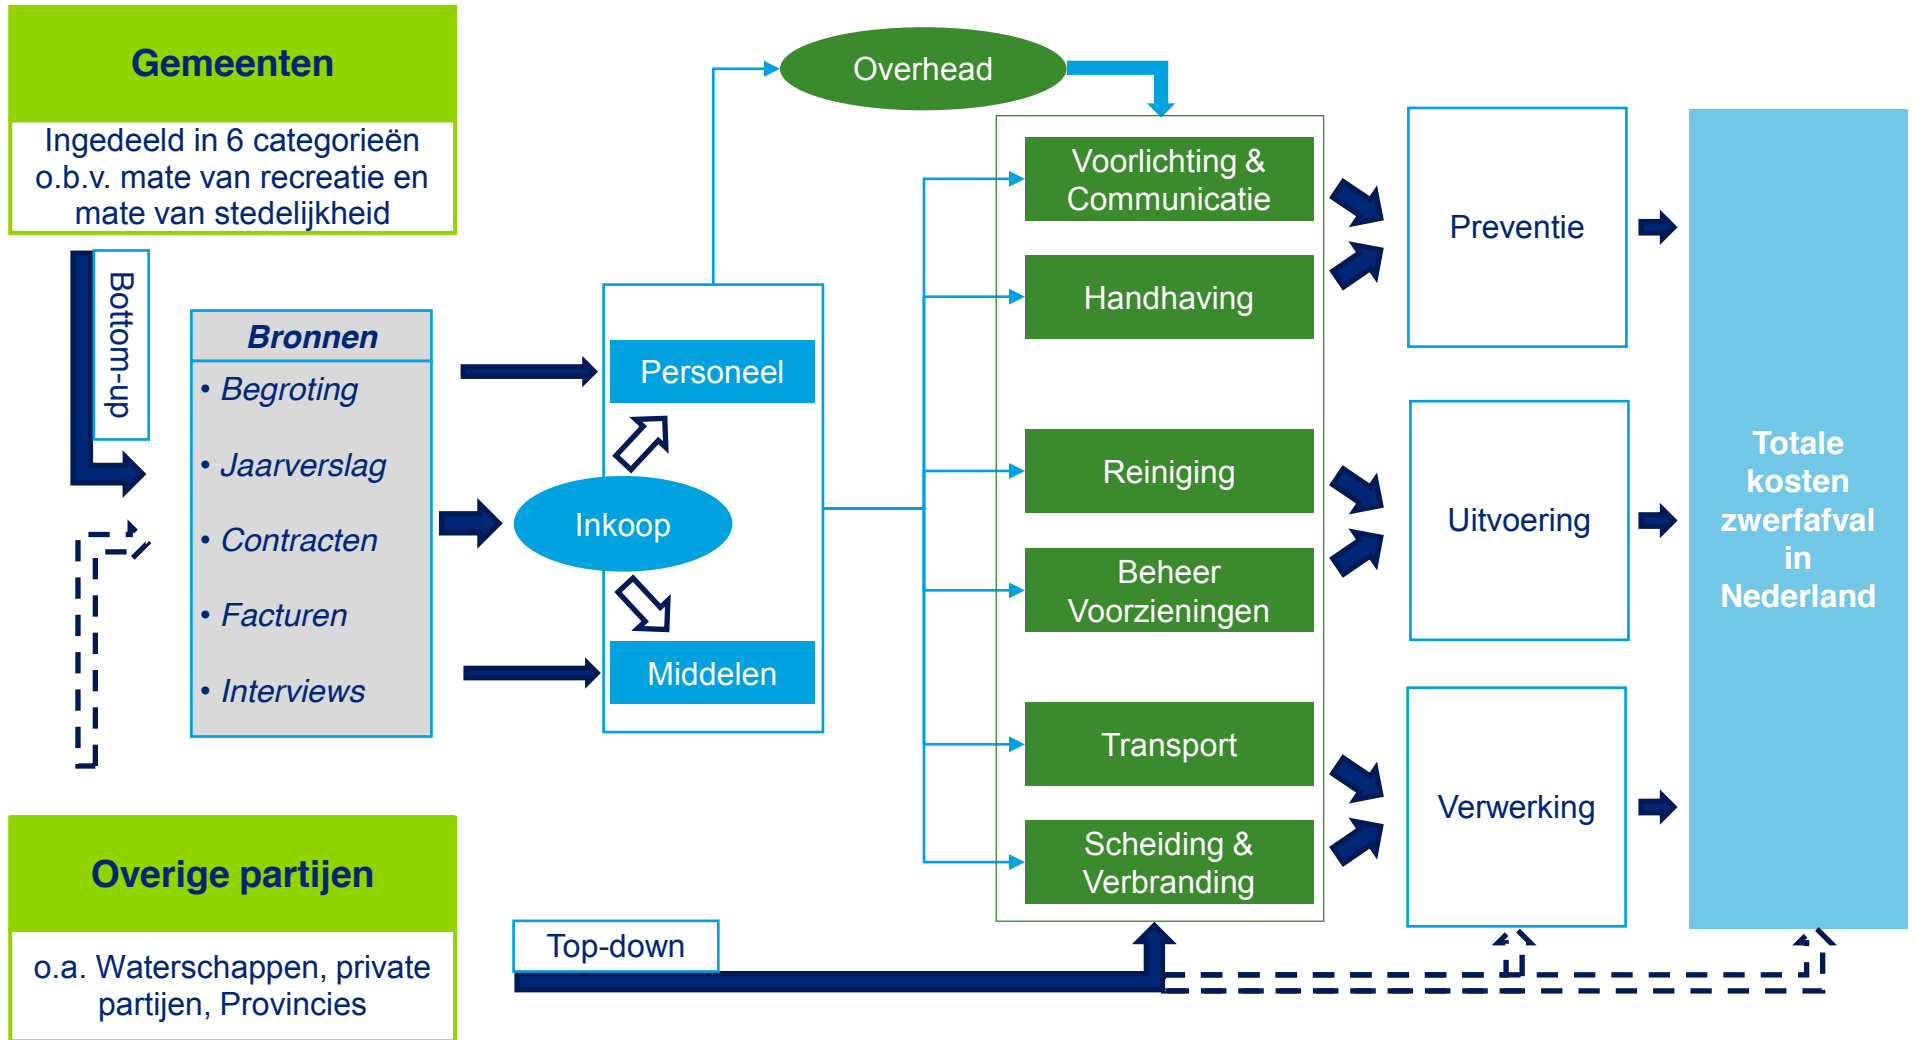 Gemeenten
Ingedeeld in 6 categorieën
o.b.v. mate van recreatie en
mate van stedelijkheid
Bottom-up
Bronnen
• Begroting
• Jaarverslag
• Contracten
• Facturen
• Interviews
Overige partijen
o.a. Waterschappen, private
partijen, Provincies
Top-down
Personeel
Inkoop
Middelen
Overhead
Voorlichting &
Communicatie
Handhaving
Reiniging
Beheer
Voorzieningen
Transport
Scheiding &
Verbranding
Preventie
Uitvoering
Verwerking
Totale
kosten
zwerfafval
in
Nederland